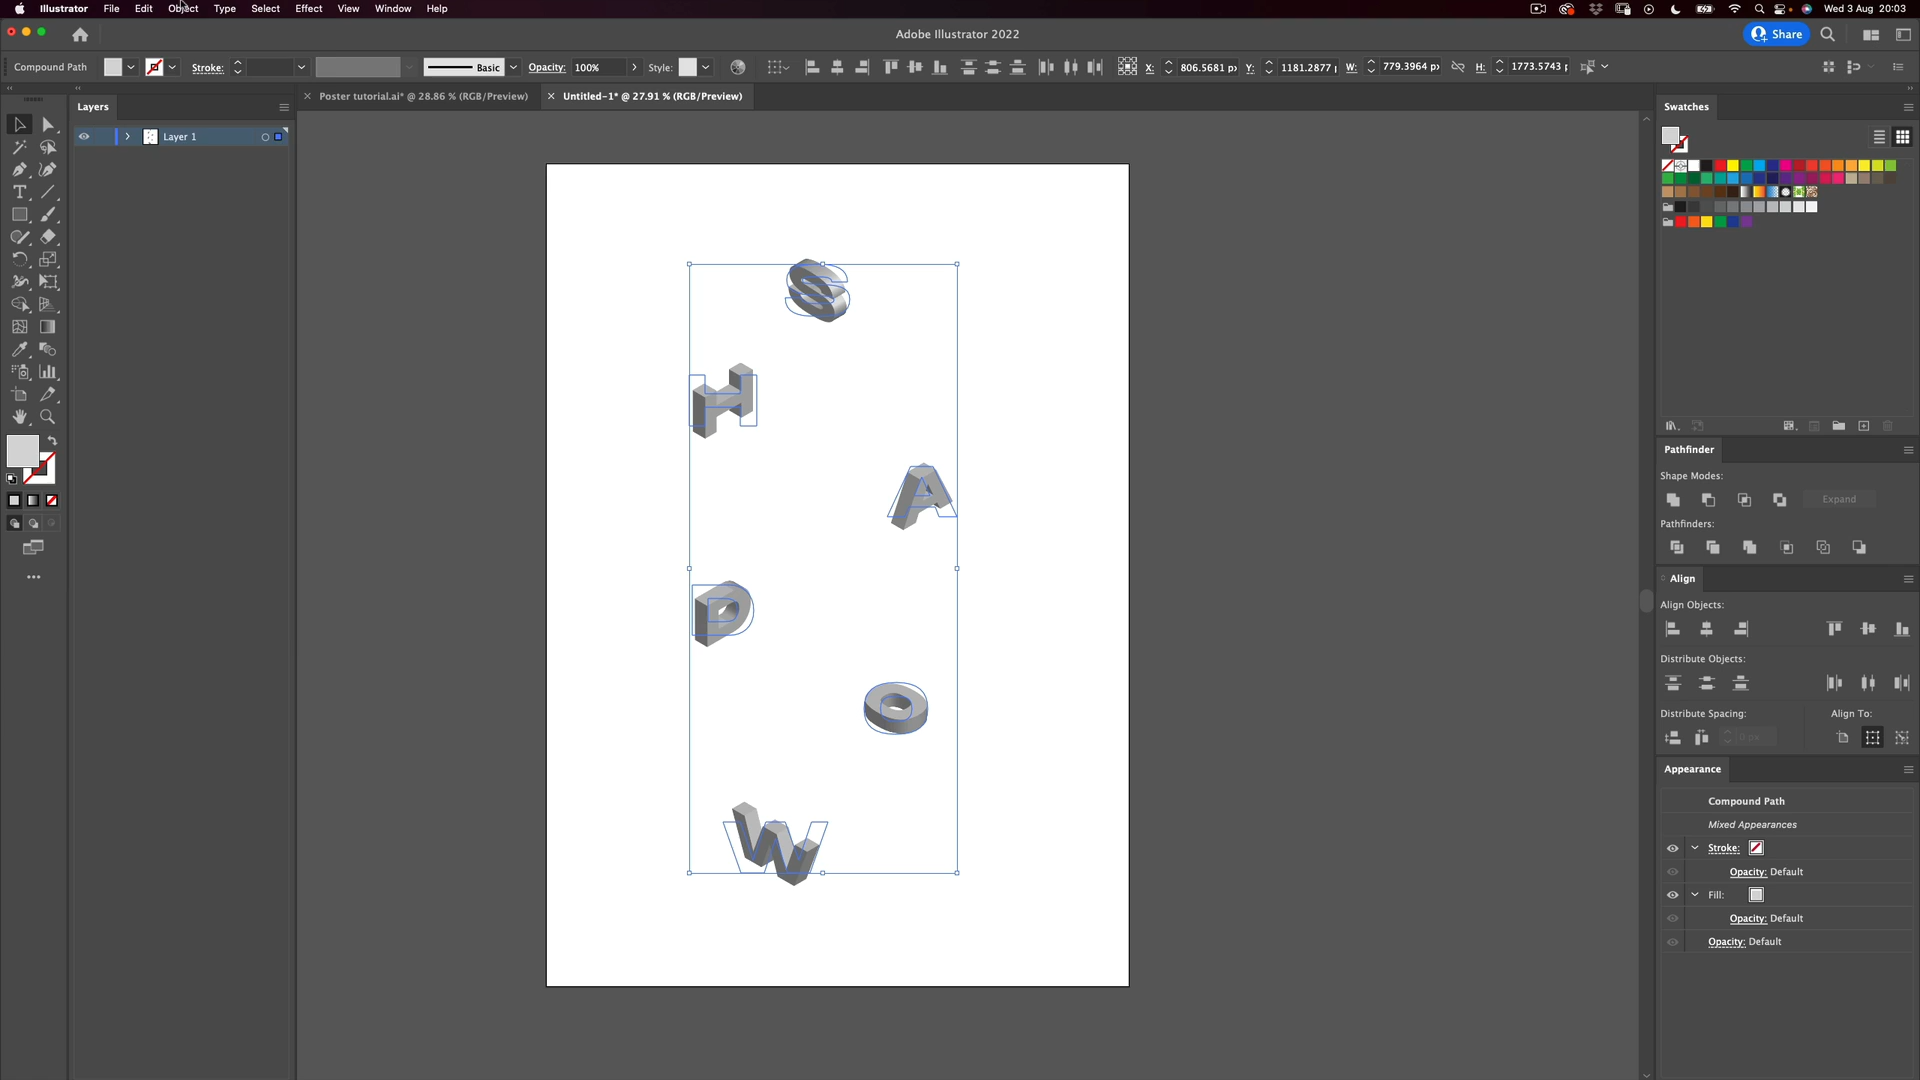 Illustrator File Edit Object Type Select Effect View Window Help Wed 3 Aug 20:03
Adobe Illustrator 2022 Share
Compound Path Stroke: Basic Opacity: 100% Style: X: 806.5681 px Y: 1181.2877 W: 779.3964 px H: 1773.5743
Layers
× Poster tutorial.ai* @ 28.86 % (RGB/Preview) × Untitled-1* @ 27.91 % (RGB/Preview)
Layer 1
S
H
A
D
O
W
Swatches
Pathfinder
Shape Modes:
Expand
Pathfinders:
Align
Align Objects:
Distribute Objects:
Distribute Spacing: Align To:
0 px
Appearance
Compound Path
Mixed Appearances
Stroke:
Opacity: Default
Fill:
Opacity: Default
Opacity: Default